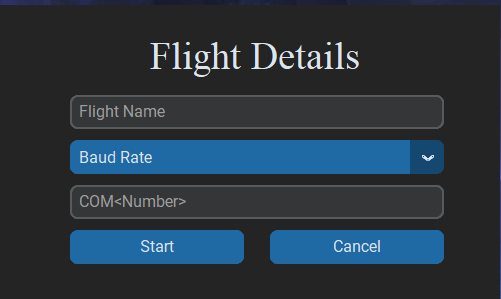 Flight Details
Flight Name
Baud Rate
COM<Number>
Start Cancel